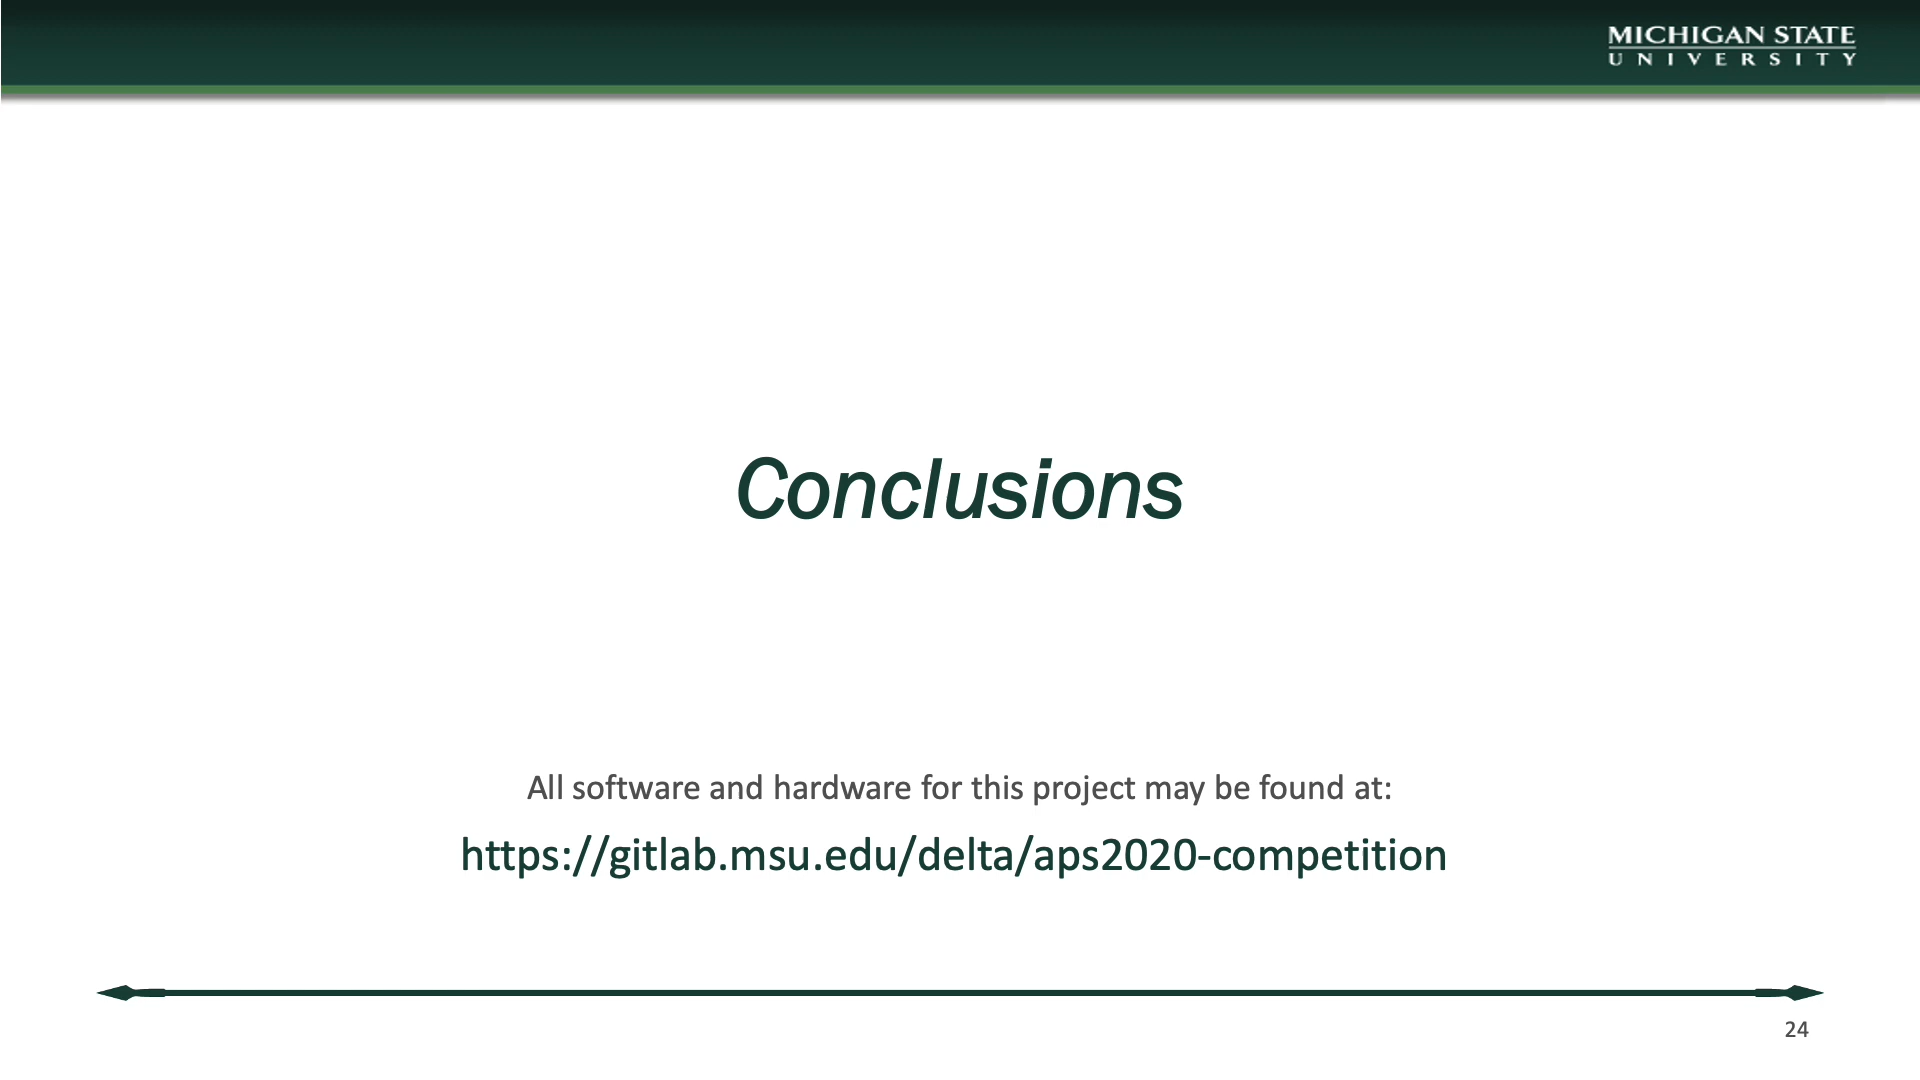 MICHIGAN STATE
UNIVERSITY
Conclusions
All software and hardware for this project may be found at:
https://gitlab.msu.edu/delta/aps2020-competition
24